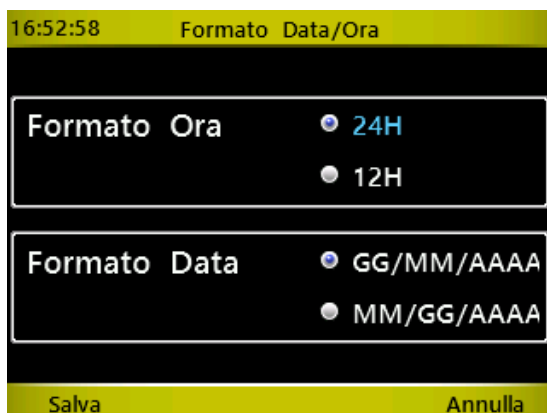 16:52:58 Formato Data/Ora
Formato Ora 24H
12H
Formato Data GG/MM/AAAA
MM/GG/AAAA
Salva Annulla